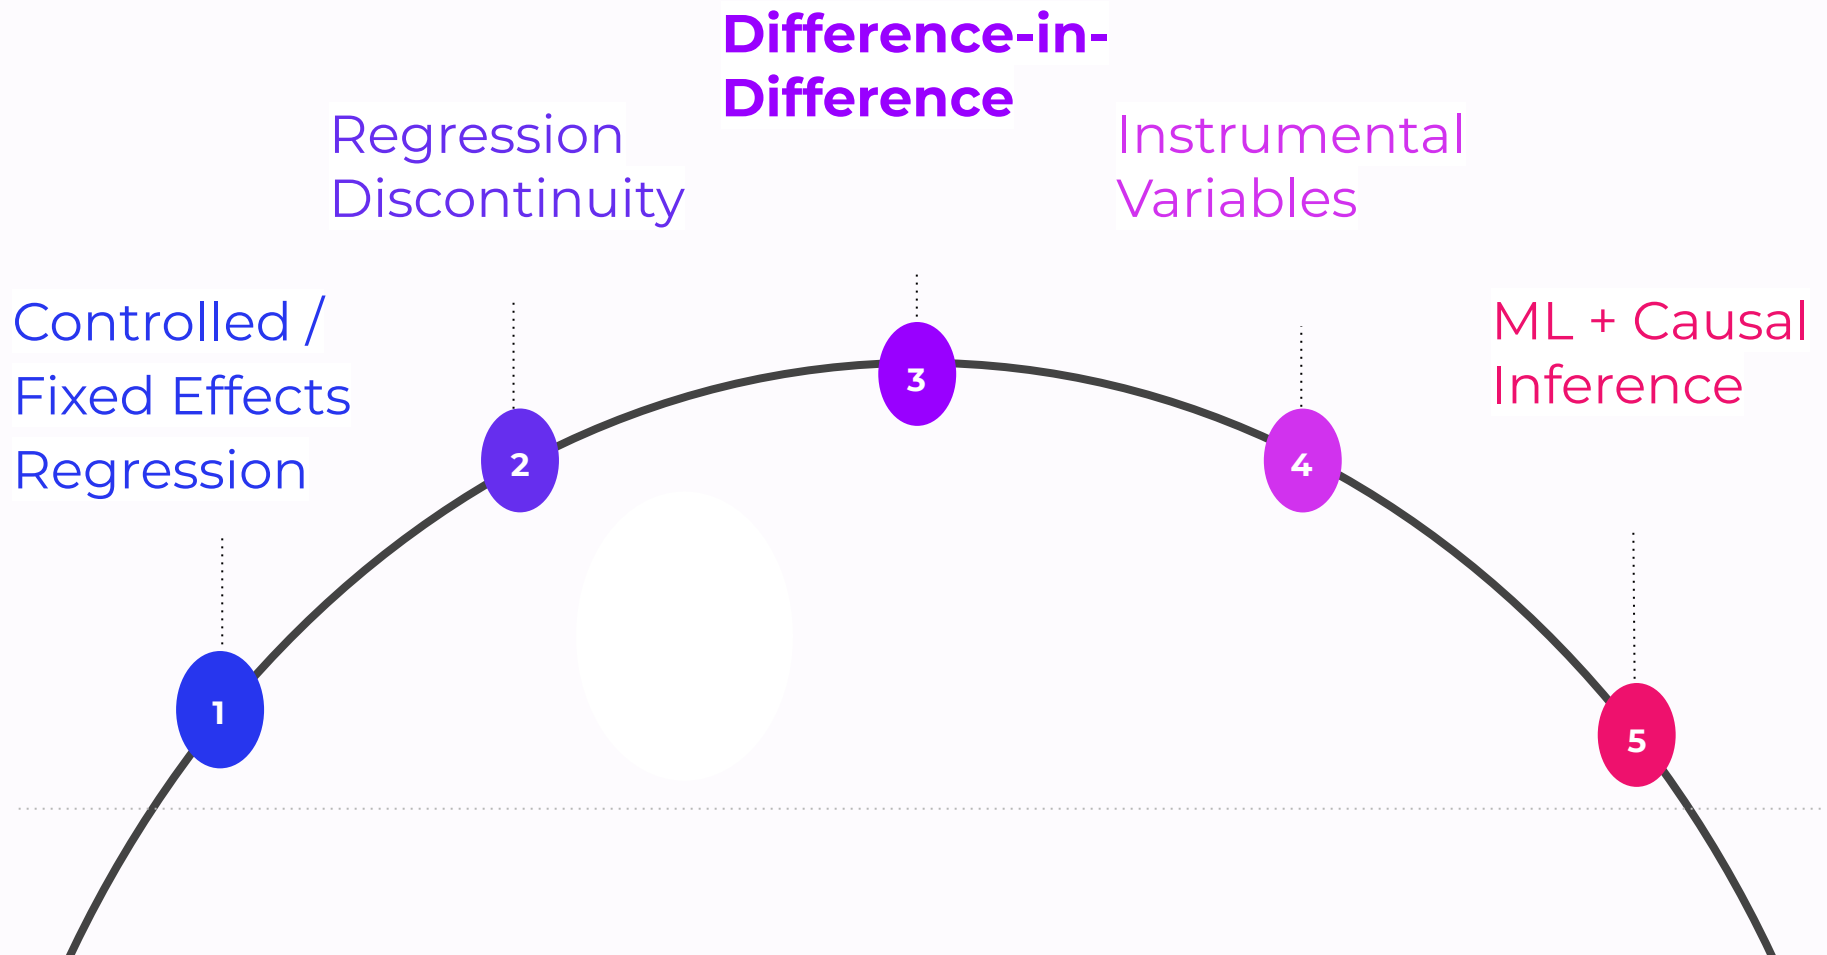 Difference-in-
Difference
Regression
Discontinuity
Instrumental
Variables
Controlled /
Fixed Effects
Regression
ML + Causal
Inference
3
2
4
1
5